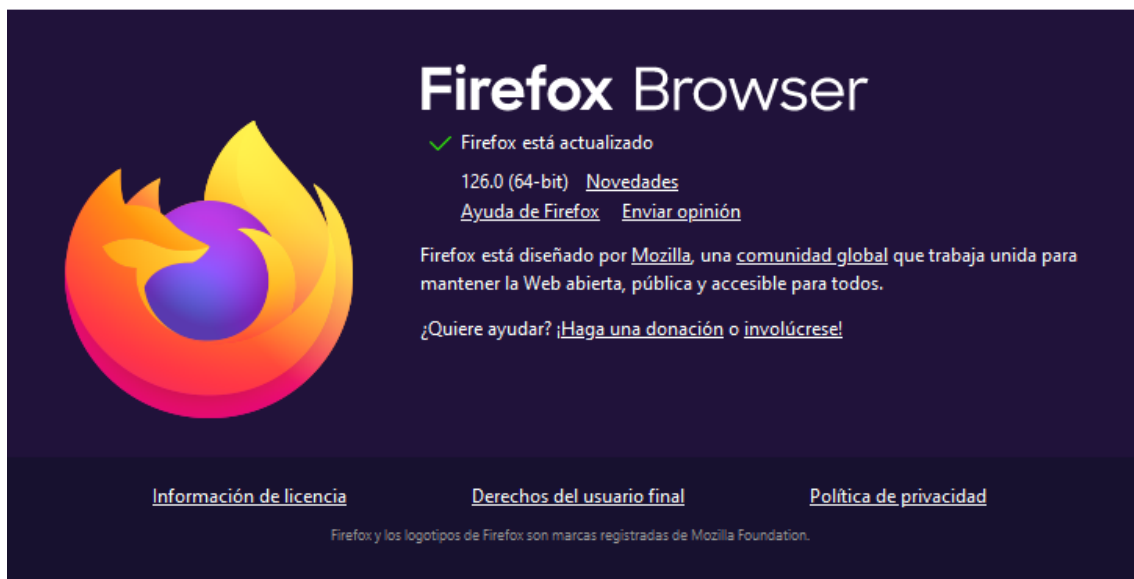 Firefox Browser
Firefox está actualizado
126.0 (64-bit) Novedades
Ayuda de Firefox Enviar opinión
Firefox está diseñado por Mozilla, una comunidad global que trabaja unida para
mantener la Web abierta, pública y accesible para todos.
¿Quiere ayudar? ¡Haga una donación o involúcrese!
Información de licencia Derechos del usuario final Política de privacidad
Firefox y los logotipos de Firefox son marcas registradas de Mozilla Foundation.